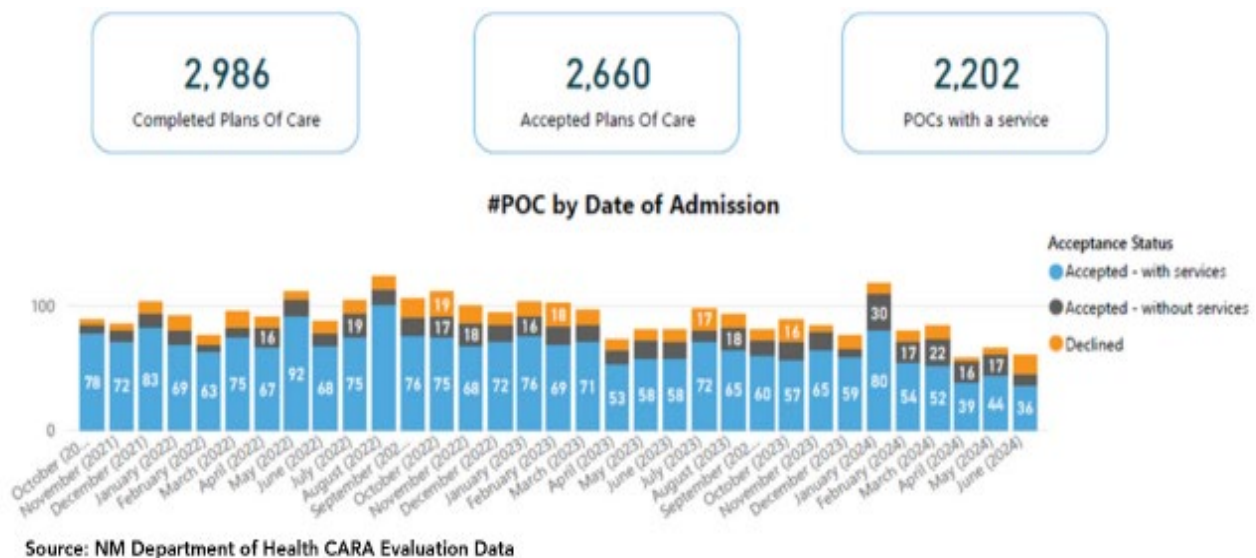 2,986 2,660 2,202
Completed Plans Of Care Accepted Plans Of Care POCs with a service
#POC by Date of Admission
Acceptance Status
Accepted - with services
Accepted - without services
Declined
100
0
30
19 18 17 16
16 19 17 18 16 18 17 22 16 17
78 72 83 69 63 75 67 92 68 75 76 75 68 72 76 69 71 53 58 58 72 65 60 57 65 59 80 54 52 39 44 36
October (20...
November (2021)
December (2021)
January (2022)
February (2022)
March (2022)
April (2022)
May (2022)
June (2022)
July (2022)
August (2022)
September (202...
October (2022)
November (2022)
December (2022)
January (2023)
February (2023)
March (2023)
April (2023)
May (2023)
June (2023)
July (2023)
August (2023)
September (202...
October (2023)
November (2023)
December (2023)
January (2024)
February (2024)
March (2024)
April (2024)
May (2024)
June (2024)
Source: NM Department of Health CARA Evaluation Data